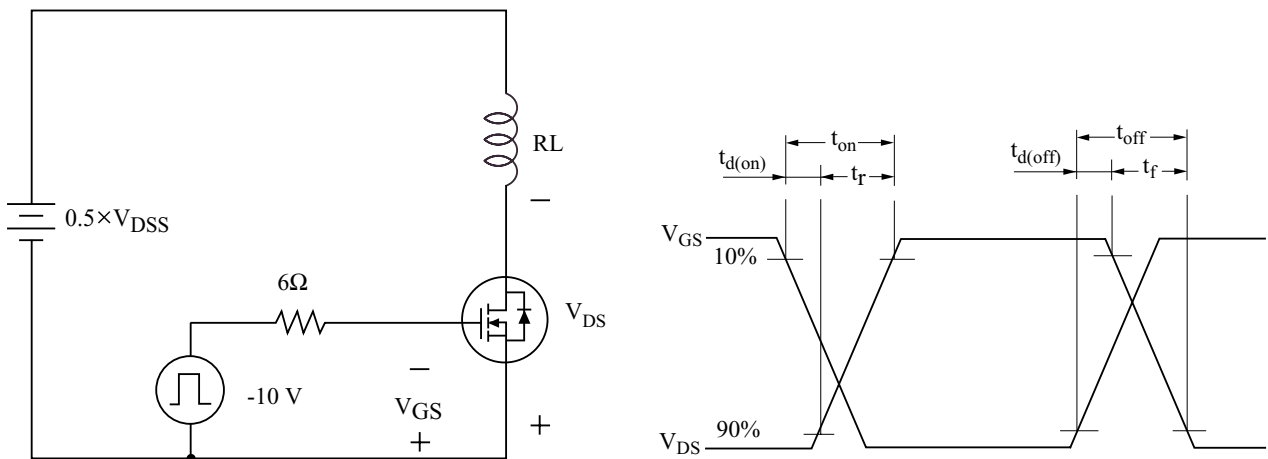 RL
0.5×VDSS
6Ω
VDS
-10 V
VGS
ton
td(on)
tr
toff
td(off)
tf
VGS
10%
VDS
90%